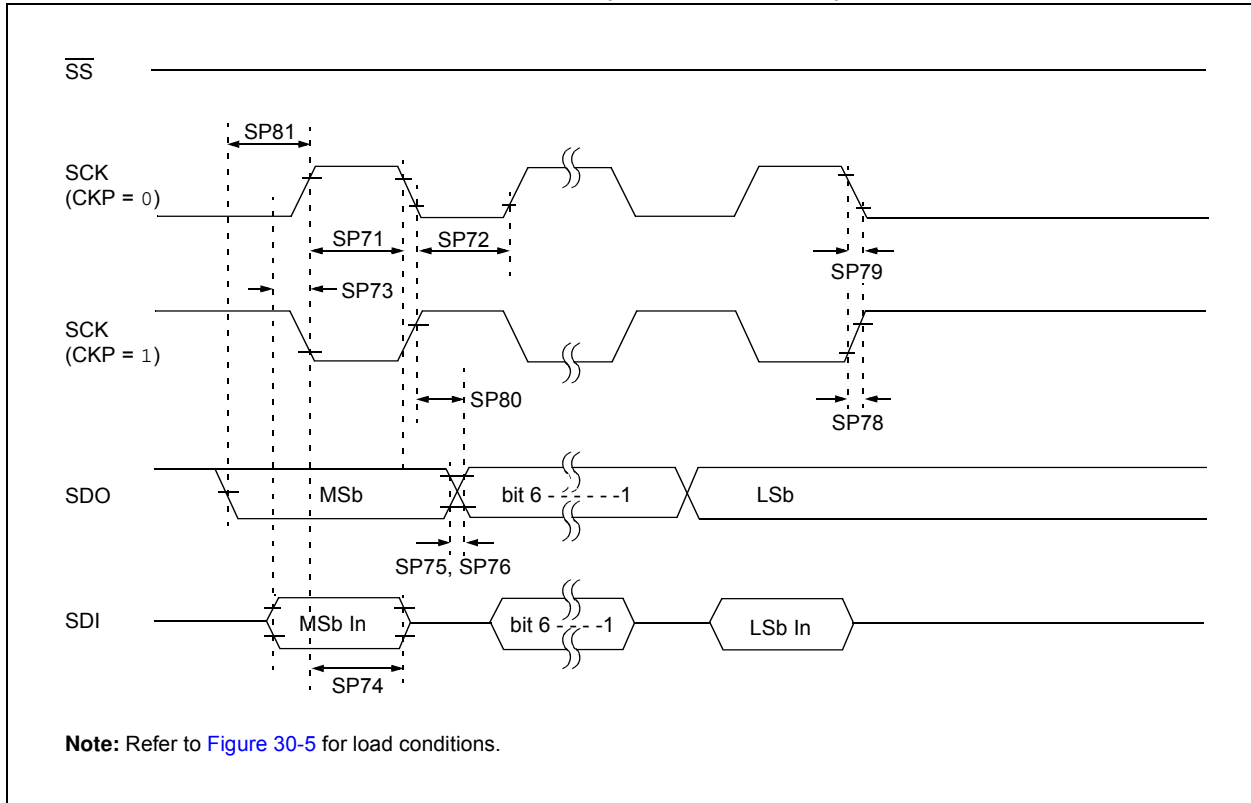 SS
SP81
SCK
(CKP = 0)
SP71
SP72
SP79
SP73
SCK
(CKP = 1)
SP80
SP78
SDO
MSb
bit 6 - - - - - -1
LSb
SP75, SP76
SDI
MSb In
bit 6 - - - -1
LSb In
SP74
Note: Refer to Figure 30-5 for load conditions.